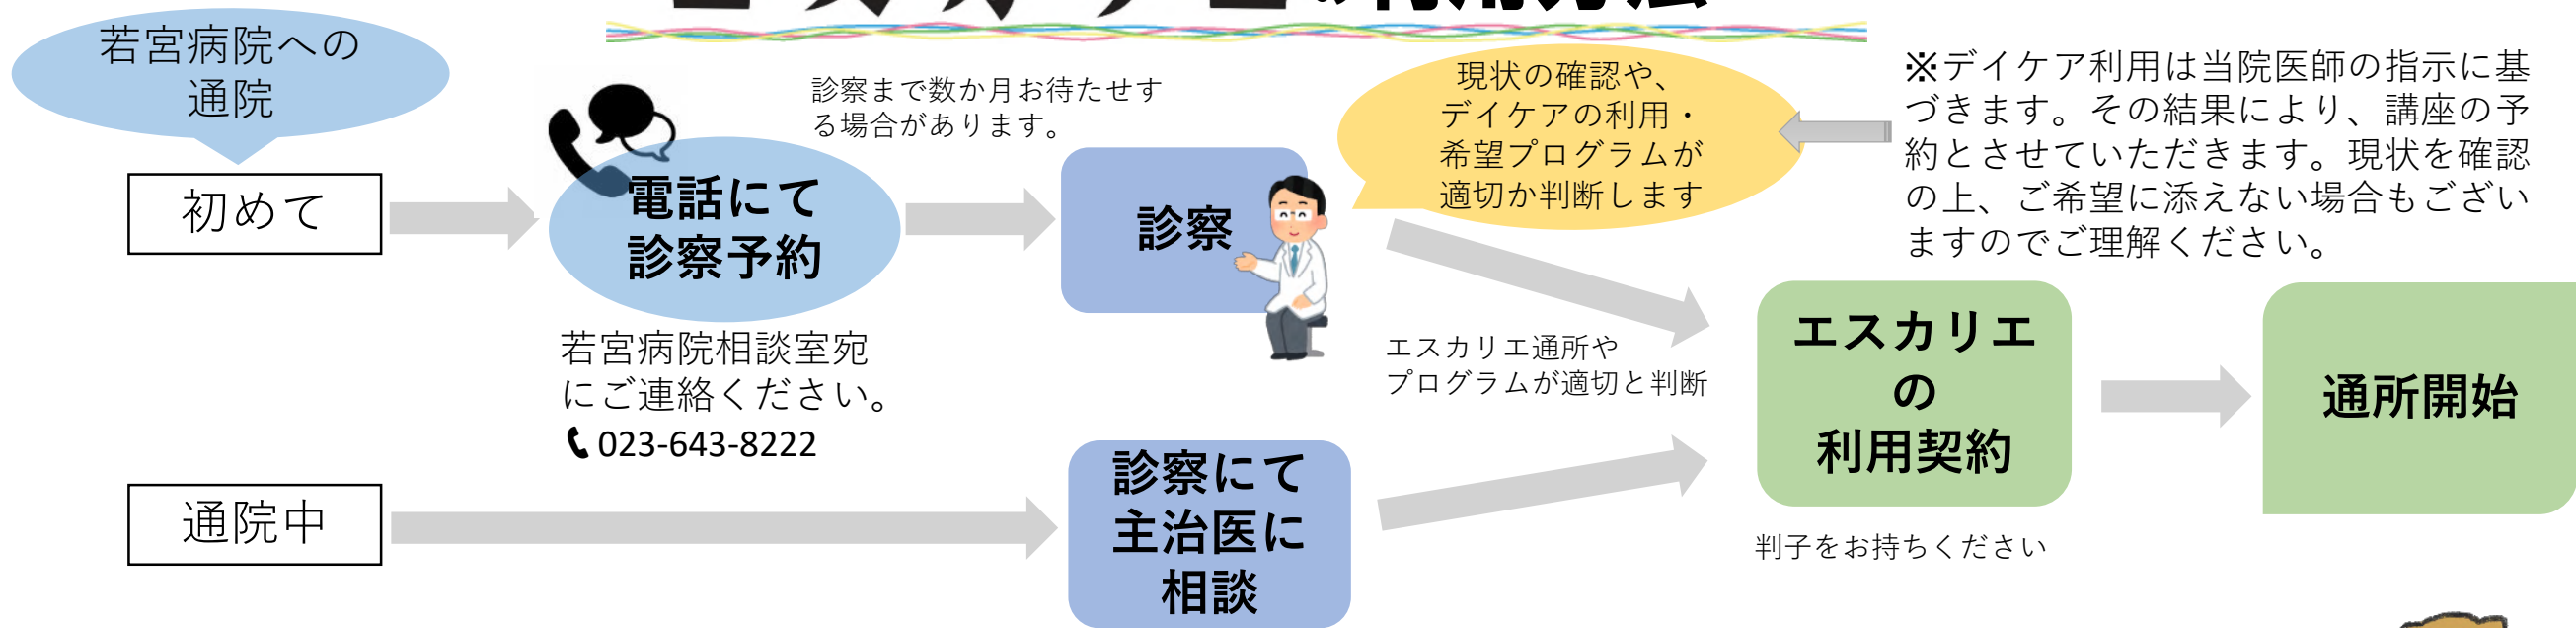 の利用方法
若宮病院への
通院
初めて
電話にて
診察予約
若宮病院相談室宛
にご連絡ください。
023-643-8222
診察まで数か月お待たせす
る場合があります。
診察
現状の確認や、
デイケアの利用・
希望プログラムが
適切か判断します
※デイケア利用は当院医師の指示に基
づきます。その結果により、講座の予
約とさせていただきます。現状を確認
の上、ご希望に添えない場合もござい
ますのでご理解ください。
エスカリエ通所や
プログラムが適切と判断
通院中
診察にて
主治医に
相談
エスカリエ
の
利用契約
判子をお持ちください
通所開始